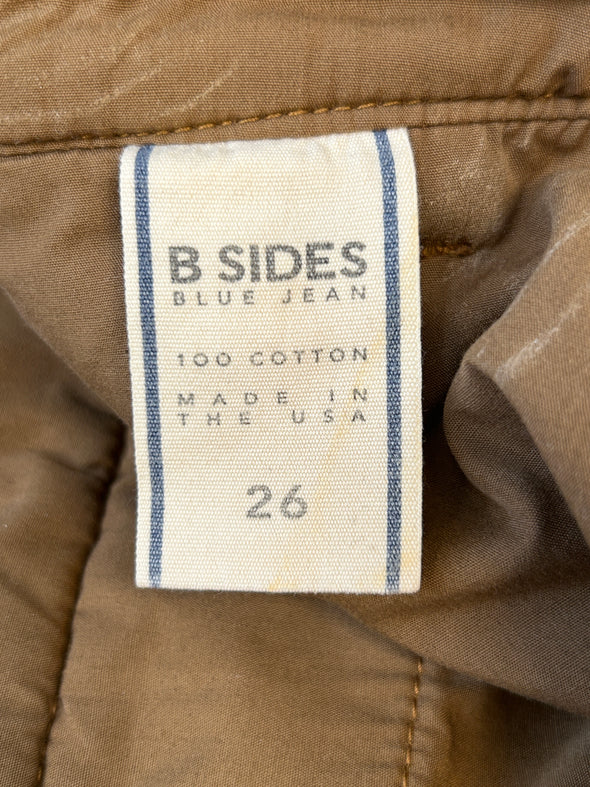 B SIDES
BLUE JEAN
100 COTTON
MADE IN
THE USA
26